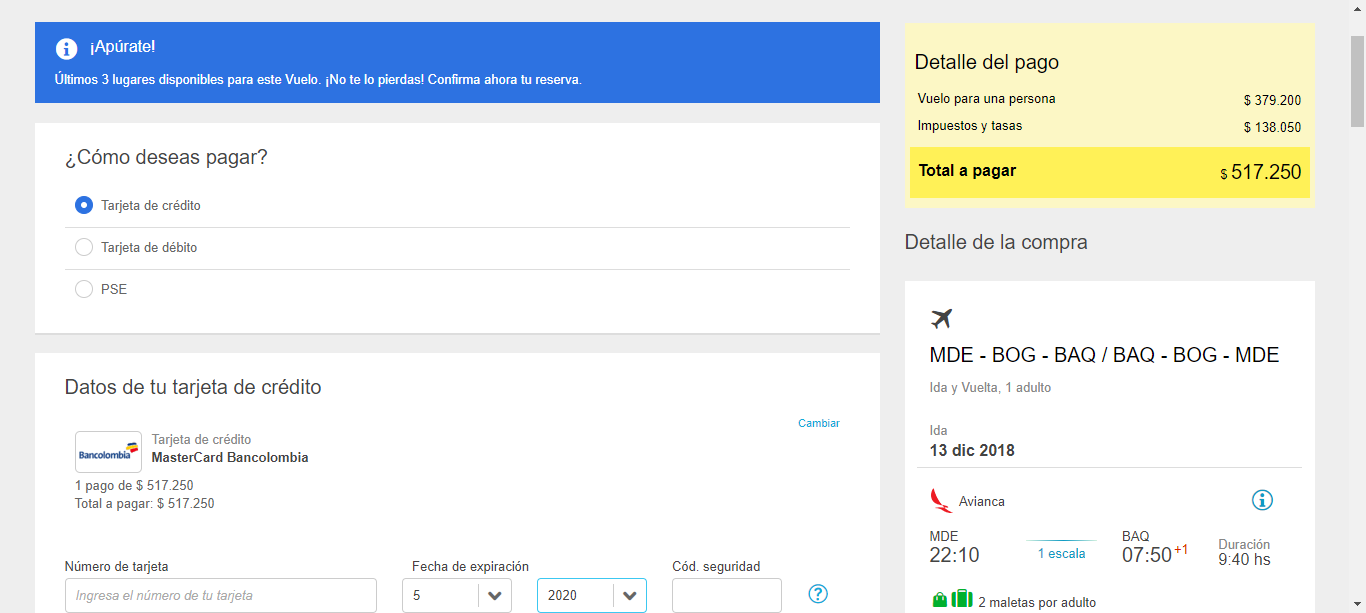 ¡Apúrate!
Últimos 3 lugares disponibles para este Vuelo. ¡No te lo pierdas! Confirma ahora tu reserva.
¿Cómo deseas pagar?
Tarjeta de crédito
Tarjeta de débito
PSE
Datos de tu tarjeta de crédito
Cambiar
Bancolombia
Tarjeta de crédito
MasterCard Bancolombia
1 pago de $ 517.250
Total a pagar: $ 517.250
Número de tarjeta
Fecha de expiración
Cód. seguridad
Ingresa el número de tu tarjeta
5
2020
?
Detalle del pago
Vuelo para una persona $ 379.200
Impuestos y tasas $ 138.050
Total a pagar $ 517.250
Detalle de la compra
MDE - BOG - BAQ / BAQ - BOG - MDE
Ida y Vuelta, 1 adulto
Ida
13 dic 2018
Avianca
MDE
22:10
1 escala
BAQ
07:50 +1
Duración
9:40 hs
2 maletas por adulto